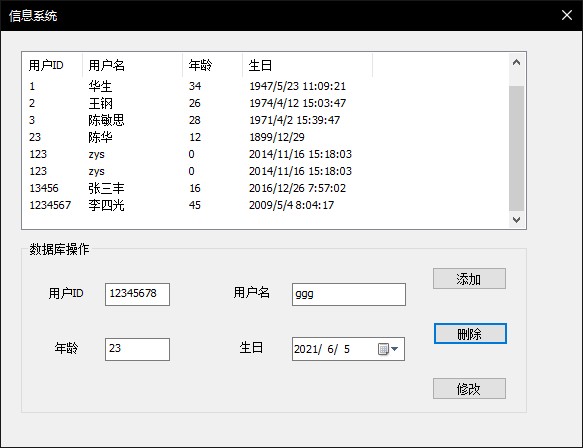 信息系统
用户ID 用户名 年龄 生日
1 华生 34 1947/5/23 11:09:21
2 王钢 26 1974/4/12 15:03:47
3 陈敏思 28 1971/4/2 15:39:47
23 陈华 12 1899/12/29
123 zys 0 2014/11/16 15:18:03
123 zys 0 2014/11/16 15:18:03
13456 张三丰 16 2016/12/26 7:57:02
1234567 李四光 45 2009/5/4 8:04:17
数据库操作
用户ID 12345678 用户名 ggg 添加
年龄 23 生日 2021/ 6/ 5 删除
修改